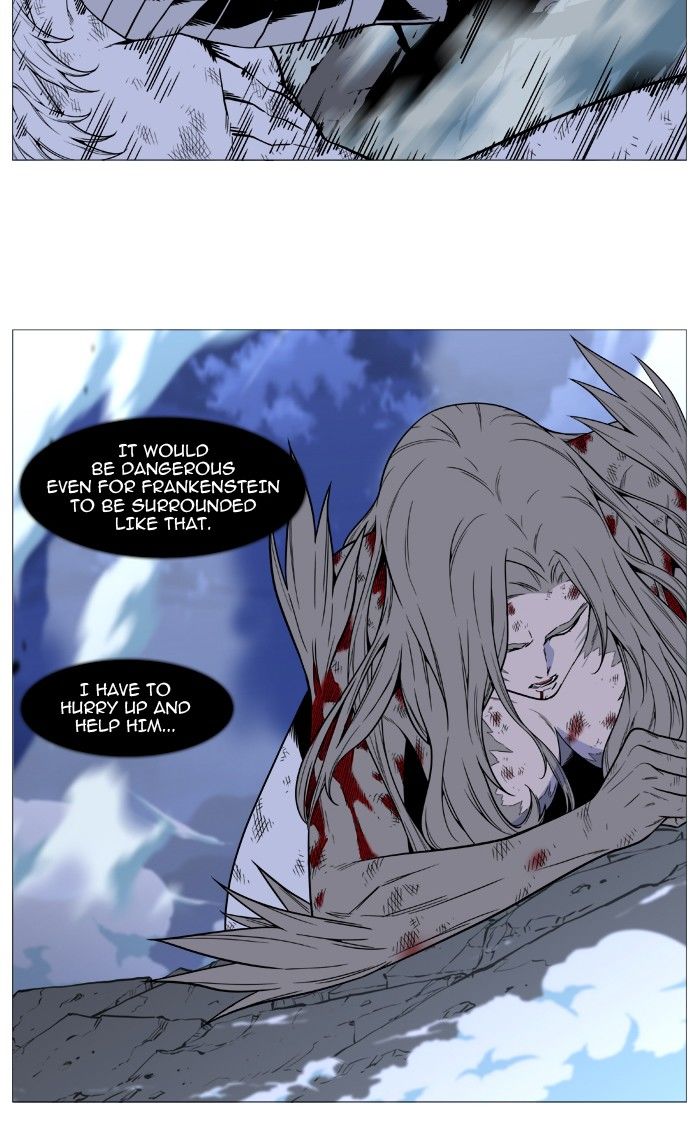 IT WOULD
BE DANGEROUS
EVEN FOR FRANKENSTEIN
TO BE SURROUNDED
LIKE THAT.
I HAVE TO
HURRY UP AND
HELP HIM...